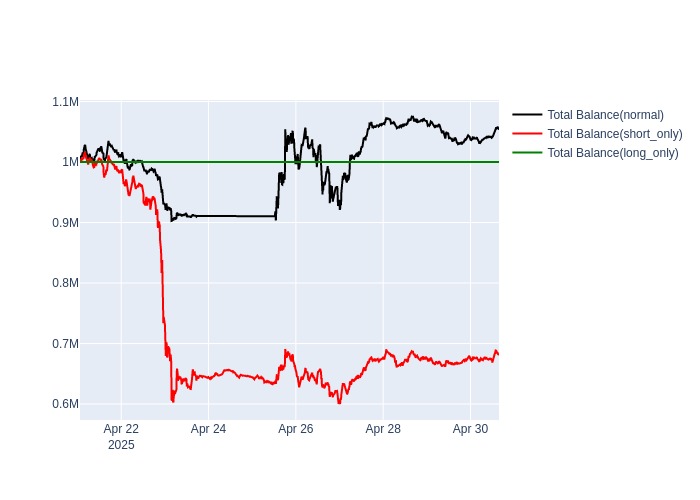 1.1M
1M
0.9M
0.8M
0.7M
0.6M
Apr 22
2025
Apr 24
Apr 26
Apr 28
Apr 30
Total Balance(normal)
Total Balance(short_only)
Total Balance(long_only)